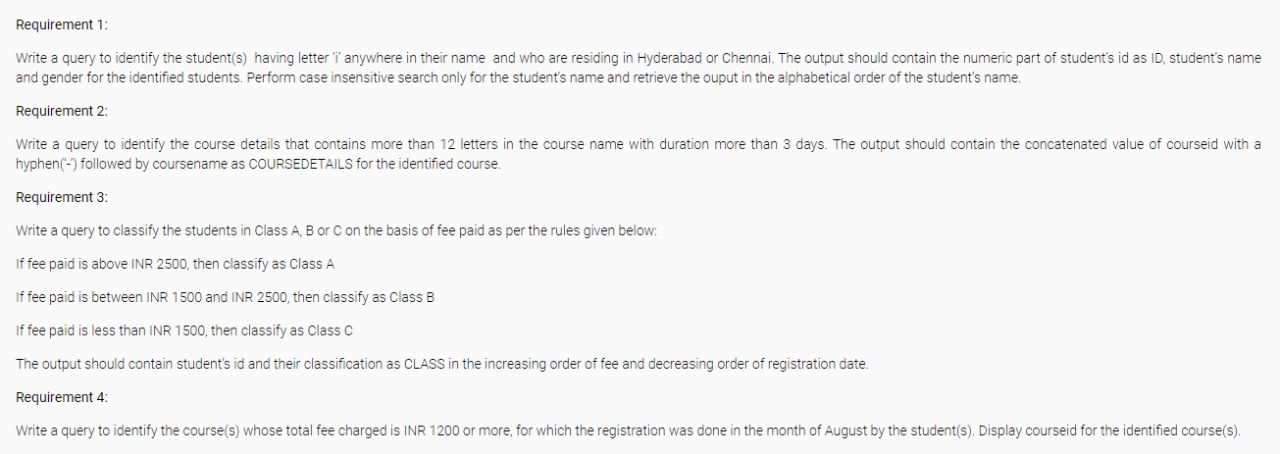 Requirement 1:
Write a query to identify the student(s) having letter 'i' anywhere in their name and who are residing in Hyderabad or Chennai. The output should contain the numeric part of student's id as ID, student's name
and gender for the identified students. Perform case insensitive search only for the student's name and retrieve the ouput in the alphabetical order of the student's name.
Requirement 2:
Write a query to identify the course details that contains more than 12 letters in the course name with duration more than 3 days. The output should contain the concatenated value of courseid with a
hyphen('-') followed by coursename as COURSEDETAILS for the identified course.
Requirement 3:
Write a query to classify the students in Class A, B or C on the basis of fee paid as per the rules given below:
If fee paid is above INR 2500, then classify as Class A
If fee paid is between INR 1500 and INR 2500, then classify as Class B
If fee paid is less than INR 1500, then classify as Class C
The output should contain student's id and their classification as CLASS in the increasing order of fee and decreasing order of registration date.
Requirement 4:
Write a query to identify the course(s) whose total fee charged is INR 1200 or more, for which the registration was done in the month of August by the student(s). Display courseid for the identified course(s).